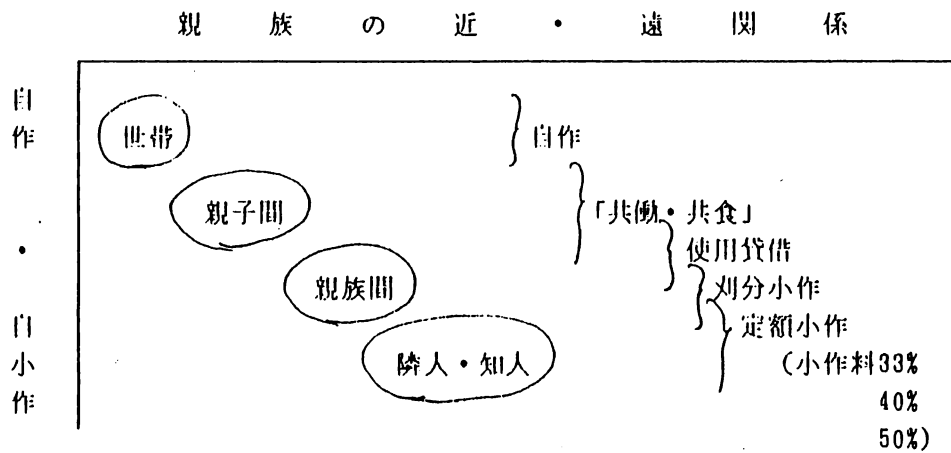 親族の近・遠関係
自作・自小作
世帯
自作
親子間
「共働・共食」
使用貸借
親族間
刈分小作
定額小作
隣人・知人
(小作料33%
40%
50%)